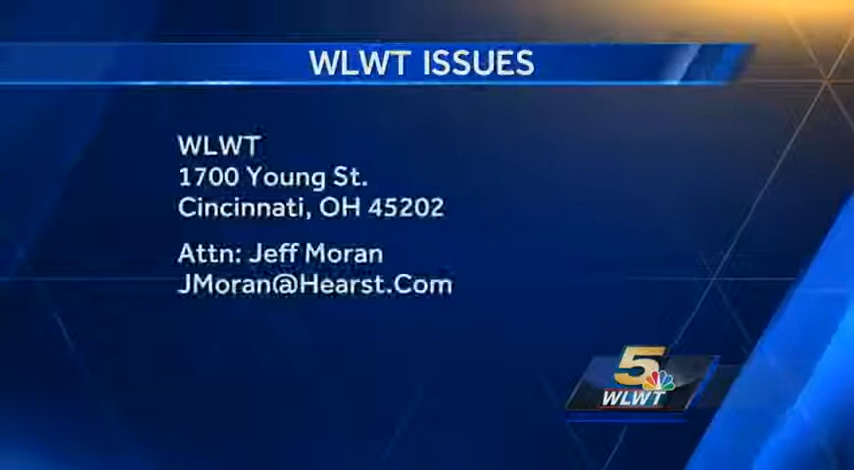 WLWT ISSUES
WLWT
1700 Young St.
Cincinnati, OH 45202
Attn: Jeff Moran
JMoran@Hearst.Com
5
WLWT